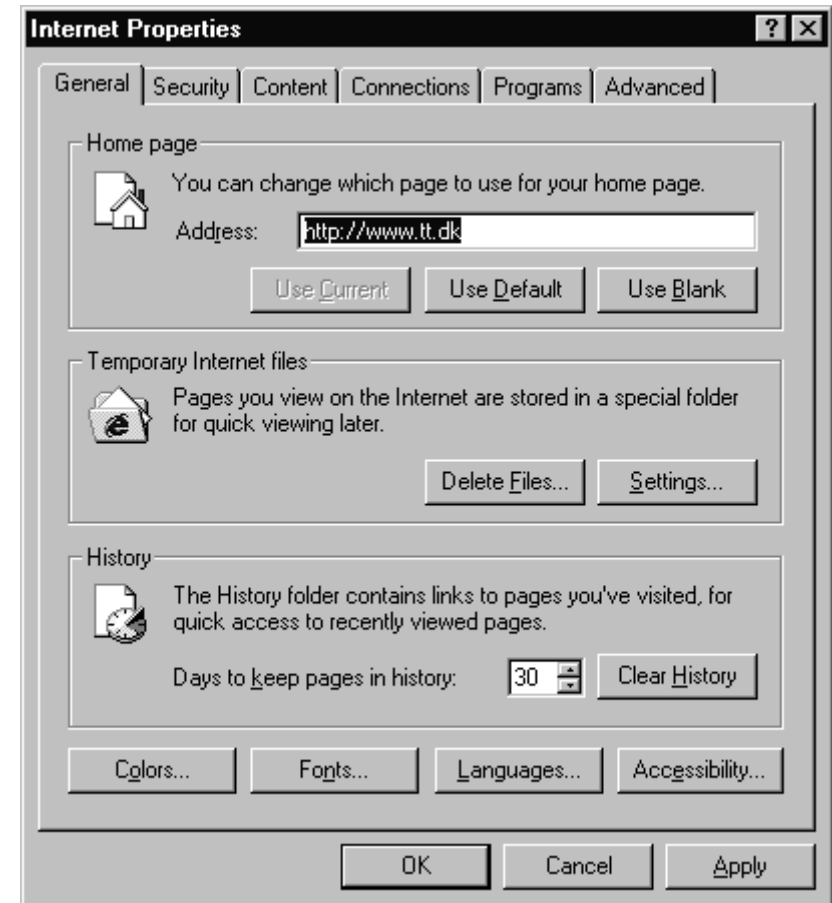 Internet Properties
General Security Content Connections Programs Advanced
Home page
You can change which page to use for your home page.
Address: http://www.tt.dk
Use Current Use Default Use Blank
Temporary Internet files
Pages you view on the Internet are stored in a special folder
for quick viewing later.
Delete Files... Settings...
History
The History folder contains links to pages you've visited, for
quick access to recently viewed pages.
Days to keep pages in history: 30 Clear History
Colors... Fonts... Languages... Accessibility...
OK Cancel Apply